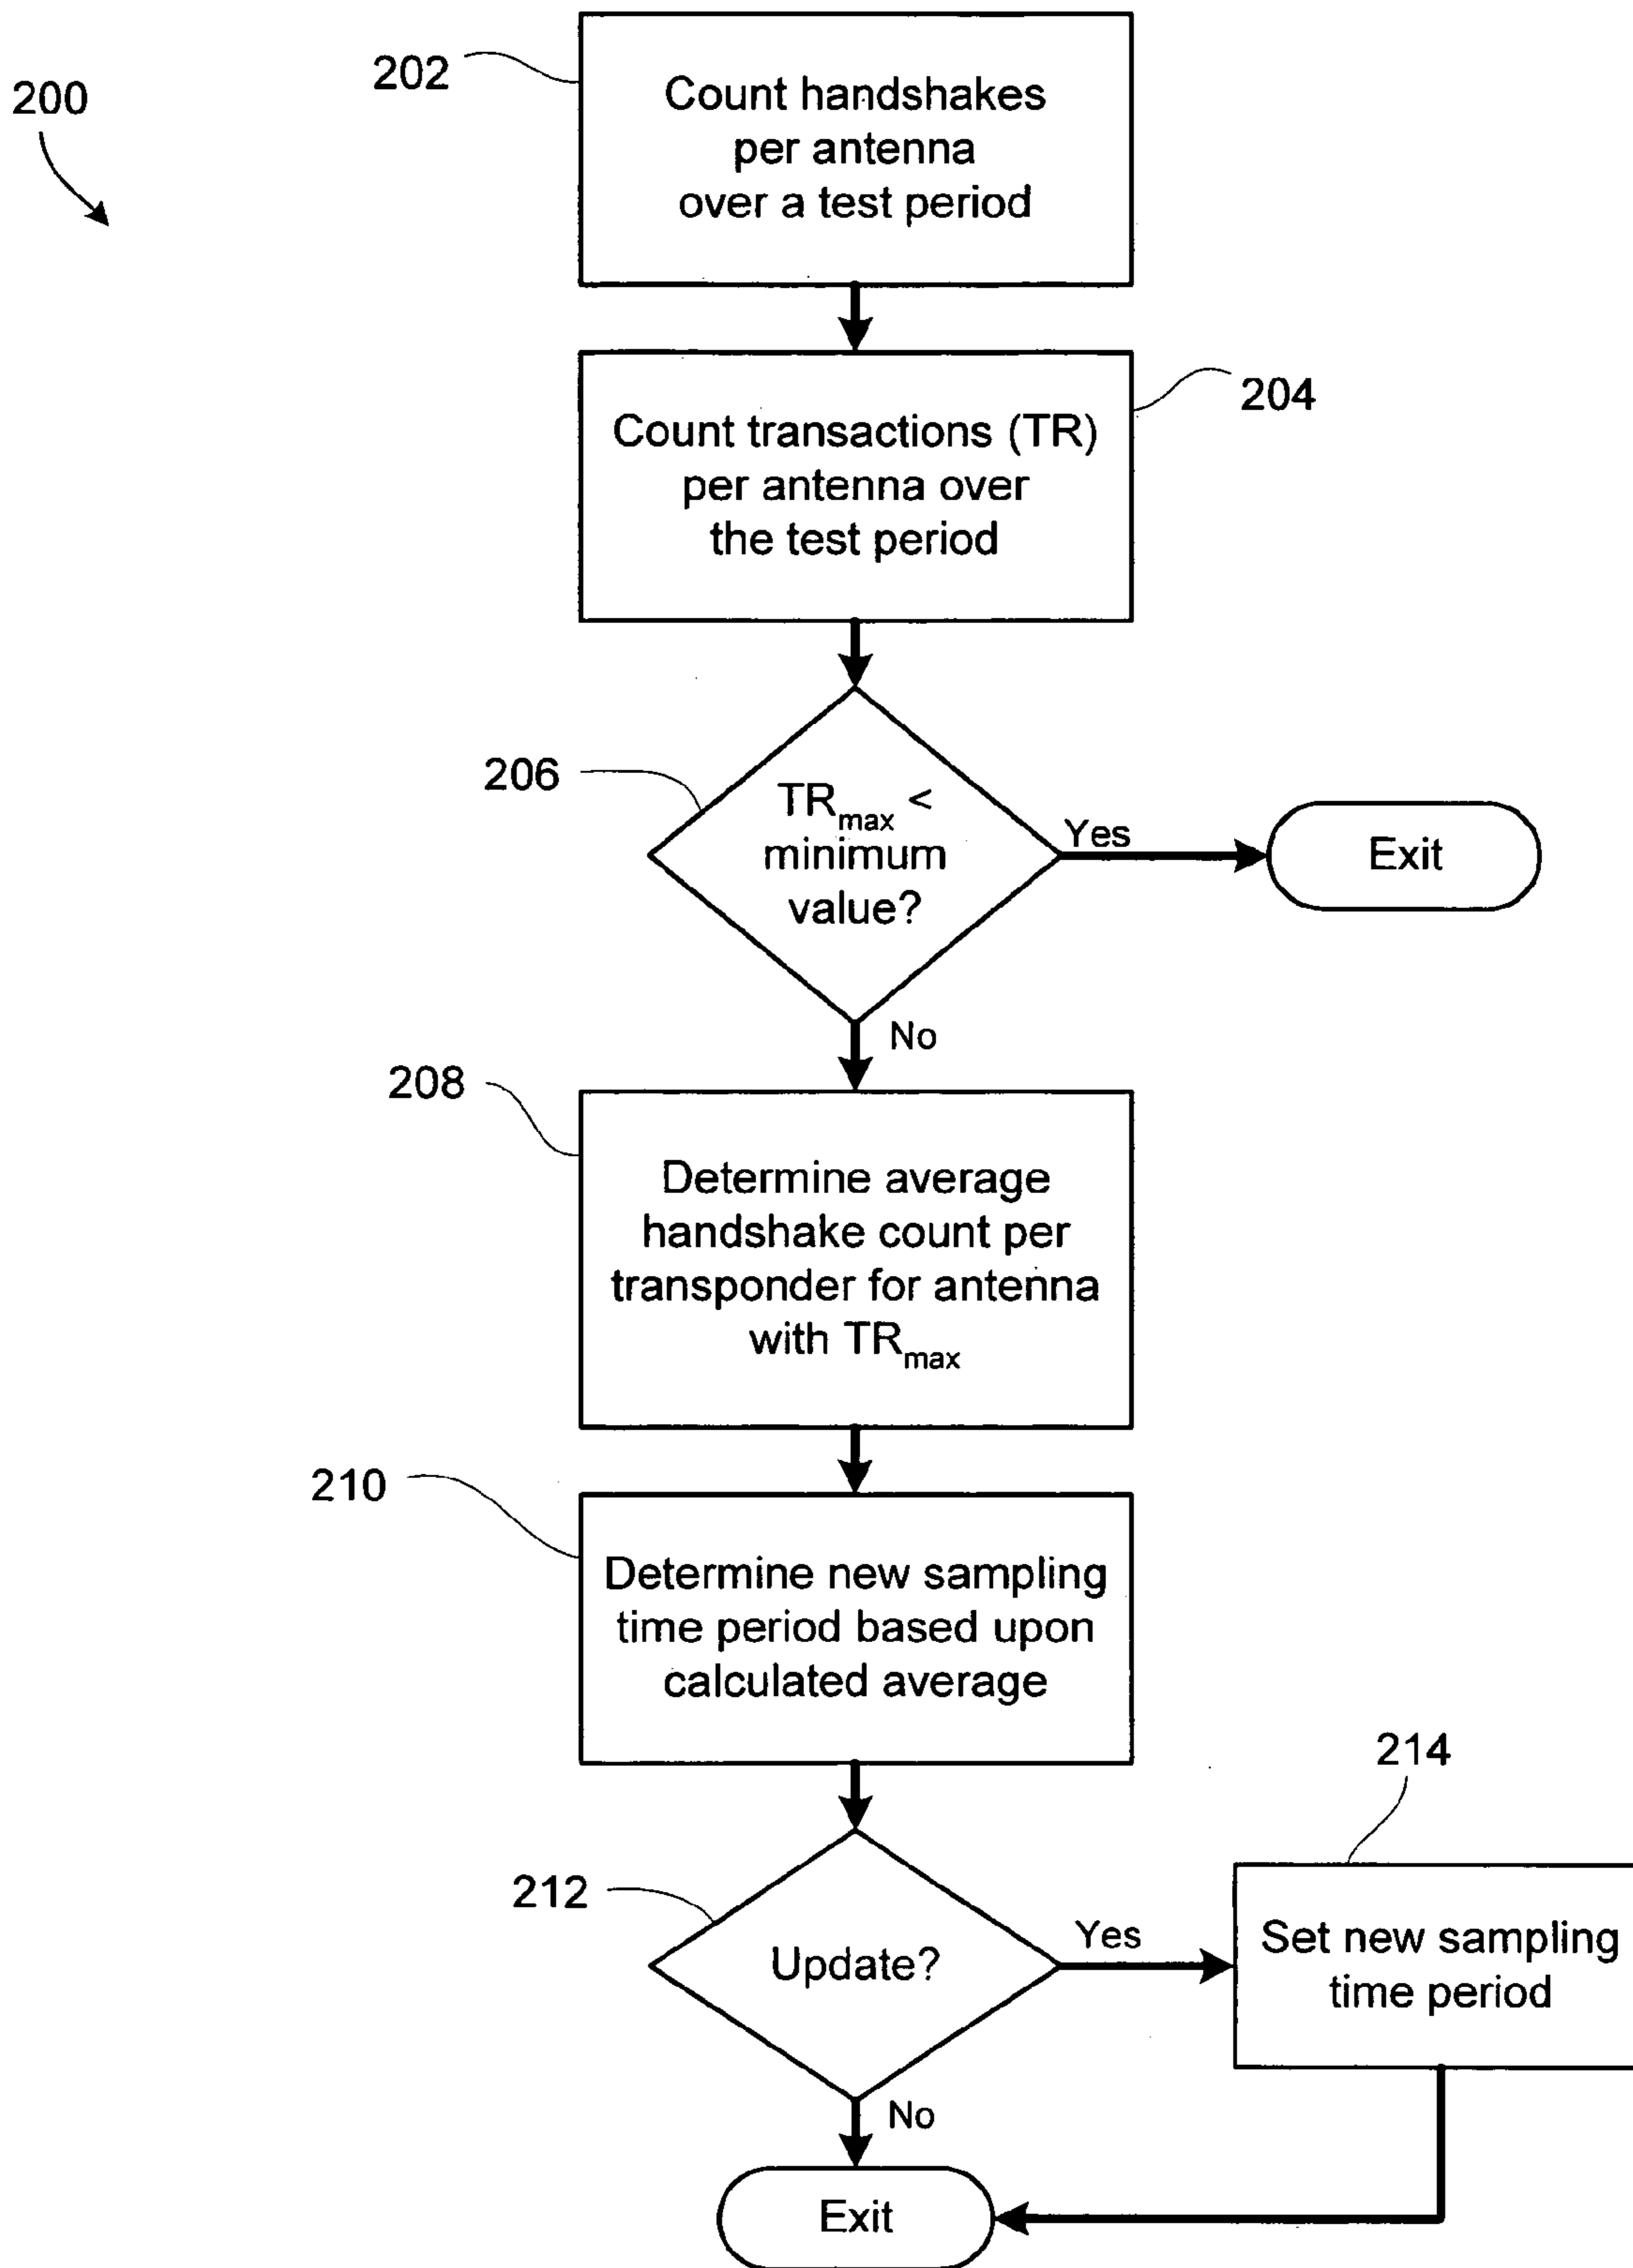 200
202
Count handshakes
per antenna
over a test period
204
Count transactions (TR)
per antenna over
the test period
206
TRmax <
minimum
value?
Yes
Exit
No
208
Determine average
handshake count per
transponder for antenna
with TRmax
210
Determine new sampling
time period based upon
calculated average
212
Update?
Yes
214
Set new sampling
time period
No
Exit